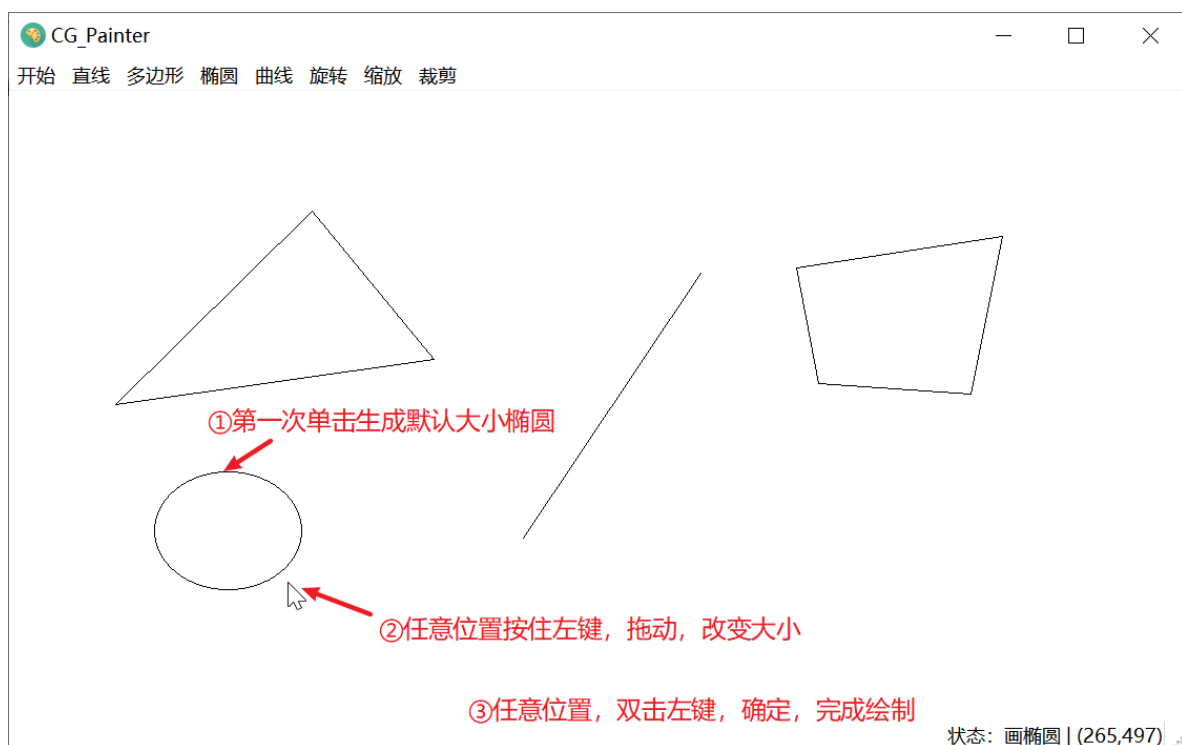 CG_Painter
开始 直线 多边形 椭圆 曲线 旋转 缩放 裁剪
①第一次单击生成默认大小椭圆
②任意位置按住左键，拖动，改变大小
③任意位置，双击左键，确定，完成绘制
状态：画椭圆 | (265,497)